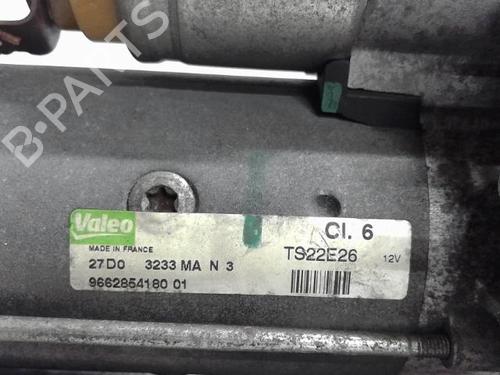 B-PARTS
Valeo
Cl. 6
MADE IN FRANCE
TS22E26 12V
27D0 3233 MA N 3
9662854180 01